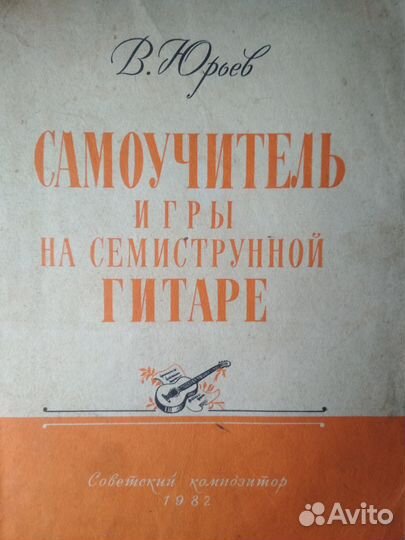 В. Юрьев
САМОУЧИТЕЛЬ
ИГРЫ
НА СЕМИСТРУННОЙ
ГИТАРЕ
Советский композитор
1982
Avito